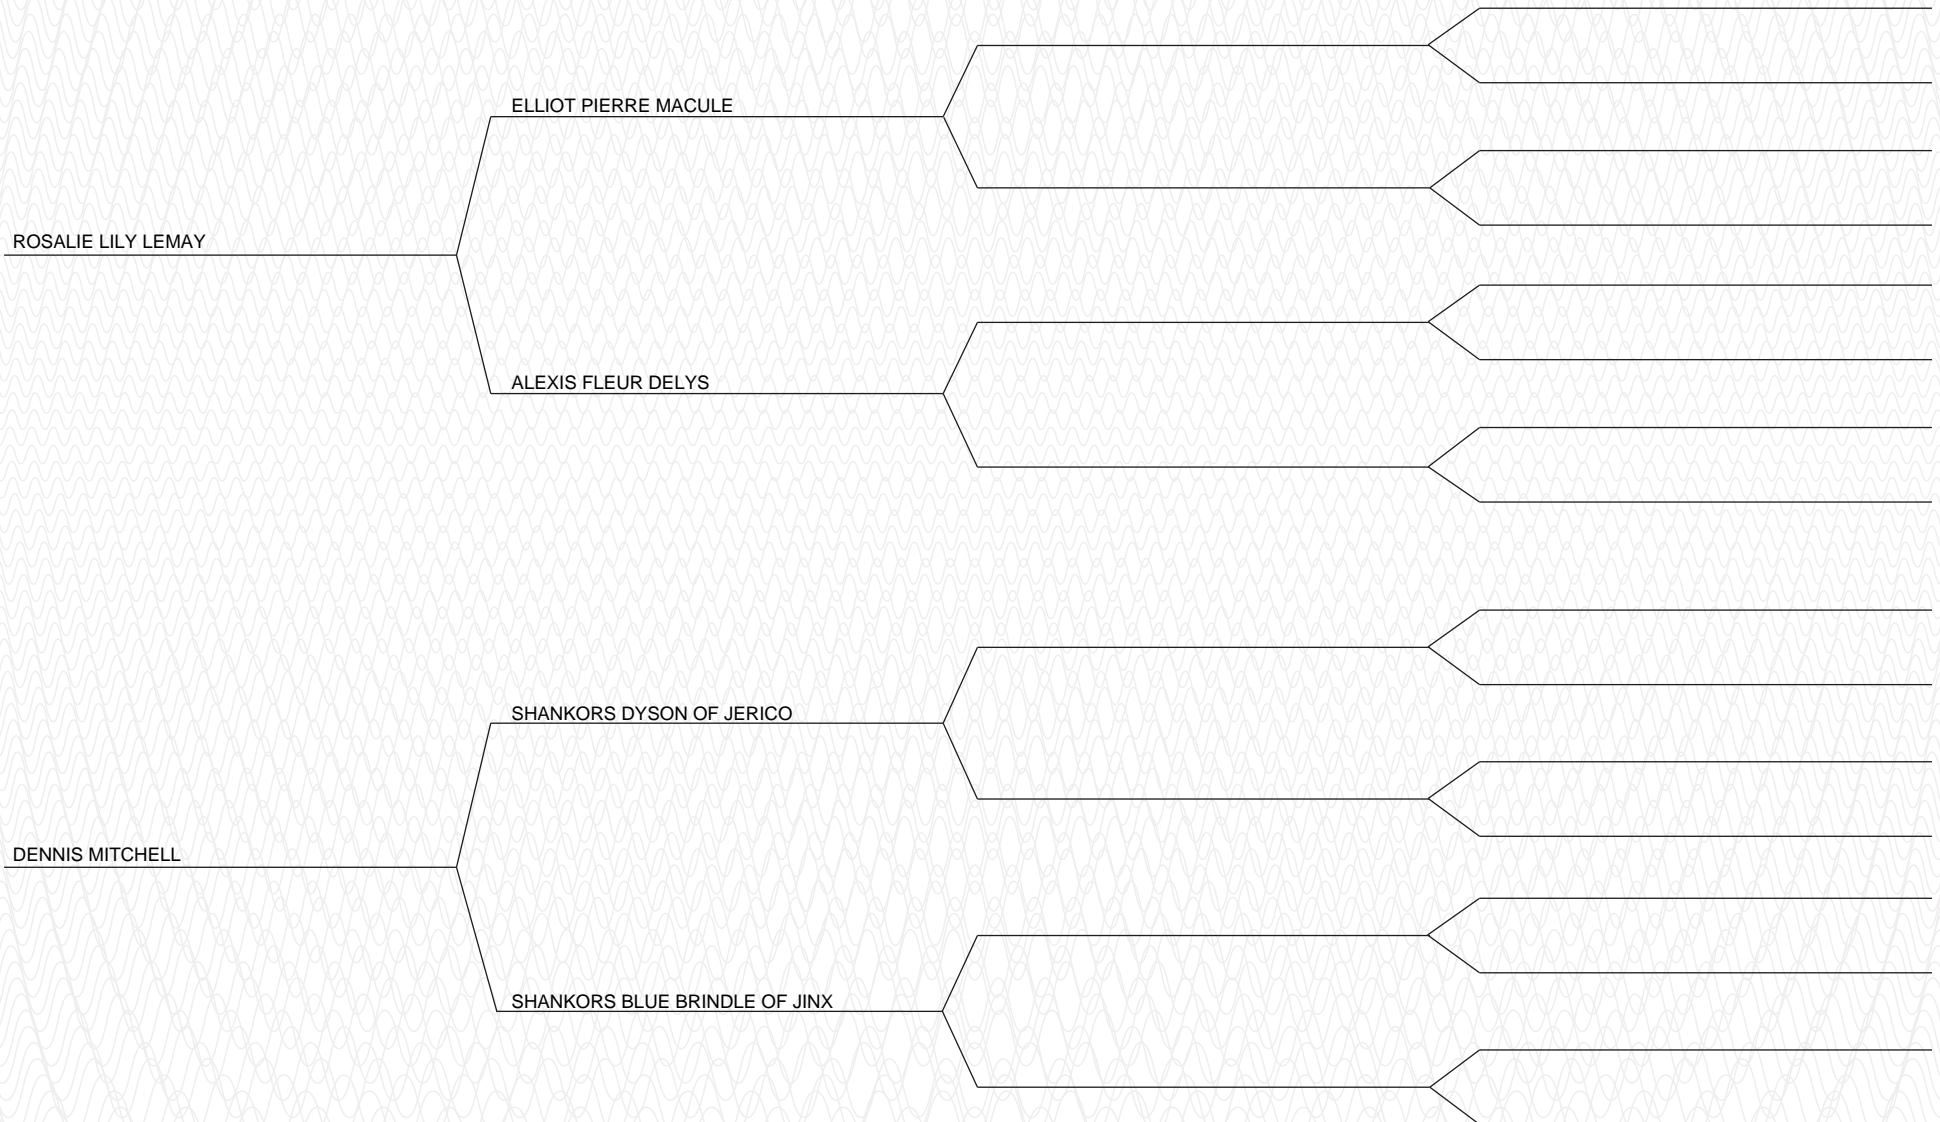 ELLIOT PIERRE MACULE
ROSALIE LILY LEMAY
ALEXIS FLEUR DELYS
SHANKORS DYSON OF JERICO
DENNIS MITCHELL
SHANKORS BLUE BRINDLE OF JINX